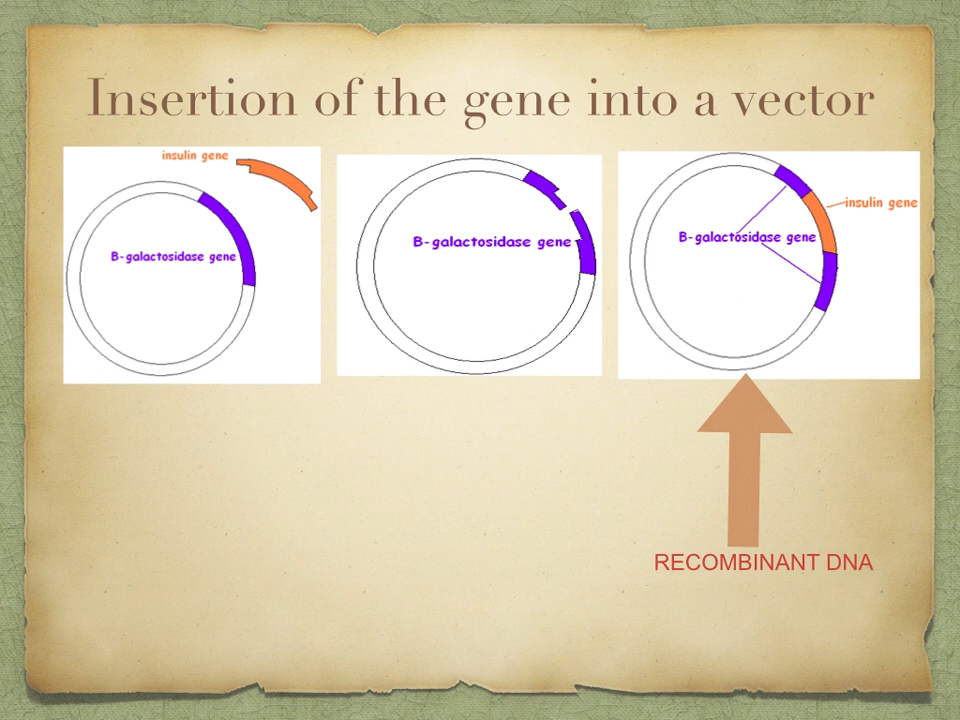 Insertion of the gene into a vector
insulin gene
B-galactosidase gene
B-galactosidase gene
insulin gene
B-galactosidase gene
RECOMBINANT DNA